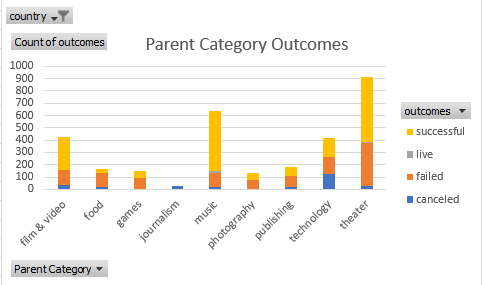 country
Count of outcomes
Parent Category Outcomes
1000
900
800
700
600
500
400
300
200
100
0
film & video
food
games
journalism
music
photography
publishing
technology
theater
outcomes
successful
live
failed
canceled
Parent Category